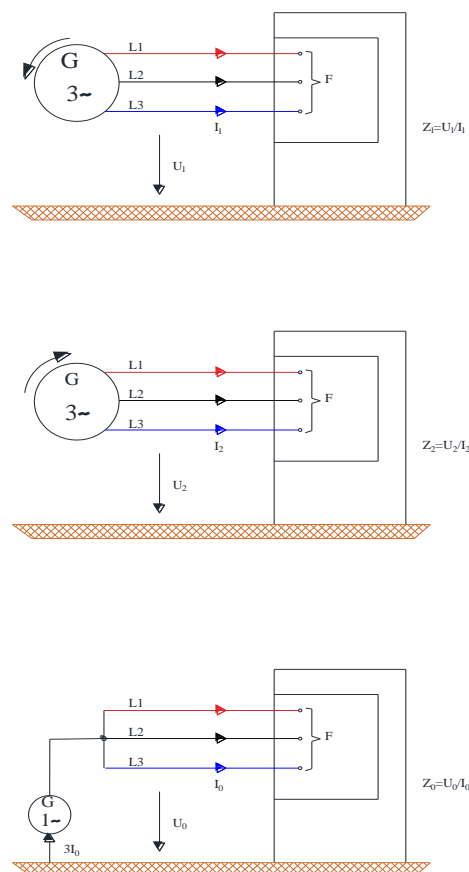 L1
G
L2
F
3~
L3
I₁
Z₁=U₁/I₁
U₁
L1
G
L2
F
3~
L3
I₂
Z₂=U₂/I₂
U₂
L1
L2
F
L3
I₀
Z₀=U₀/I₀
G
1~
U₀
3I₀